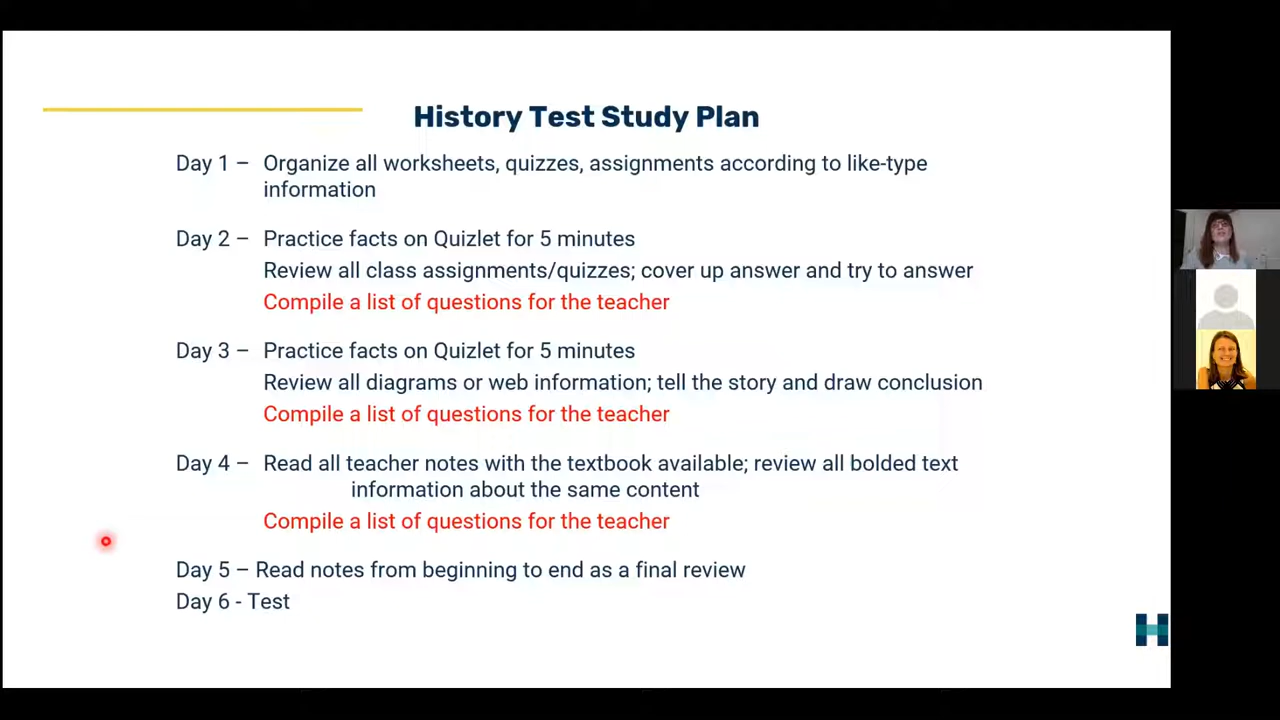 History Test Study Plan
Day 1 – Organize all worksheets, quizzes, assignments according to like-type
information
Day 2 – Practice facts on Quizlet for 5 minutes
Review all class assignments/quizzes; cover up answer and try to answer
Compile a list of questions for the teacher
Day 3 – Practice facts on Quizlet for 5 minutes
Review all diagrams or web information; tell the story and draw conclusion
Compile a list of questions for the teacher
Day 4 – Read all teacher notes with the textbook available; review all bolded text
information about the same content
Compile a list of questions for the teacher
Day 5 – Read notes from beginning to end as a final review
Day 6 - Test
H